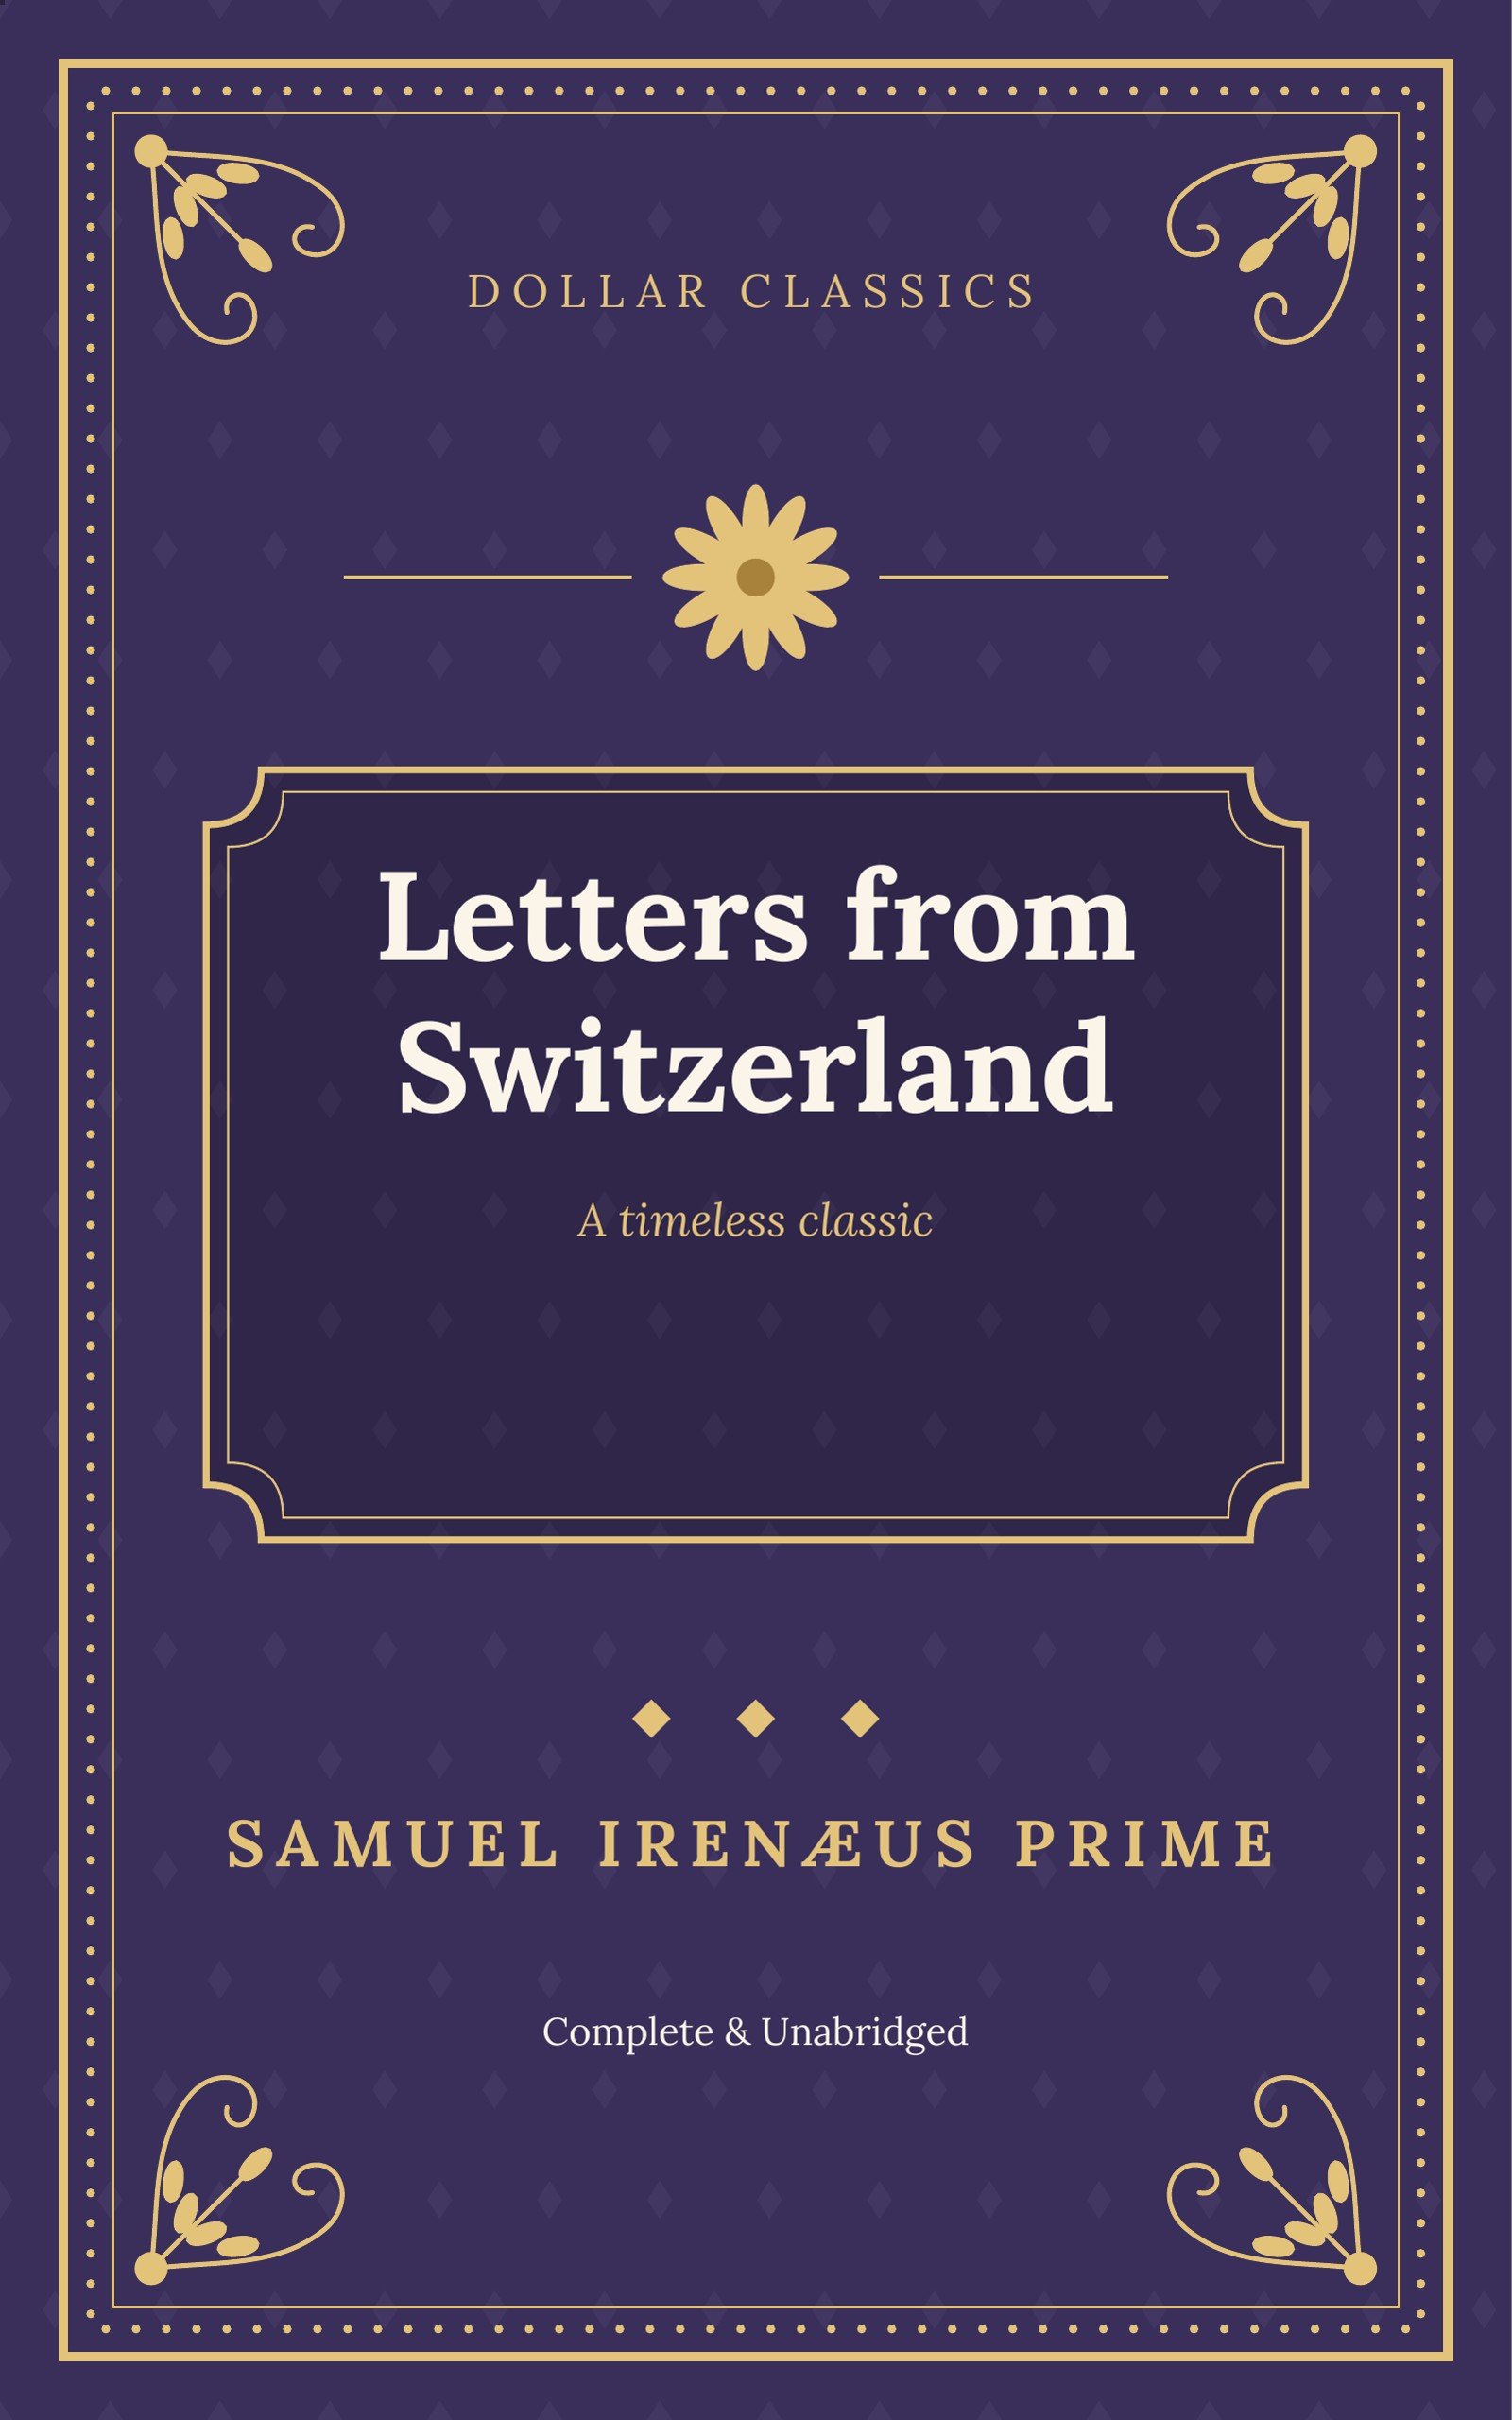 DOLLAR CLASSICS
Letters from
Switzerland
A timeless classic
SAMUEL IRENÆUS PRIME
Complete & Unabridged